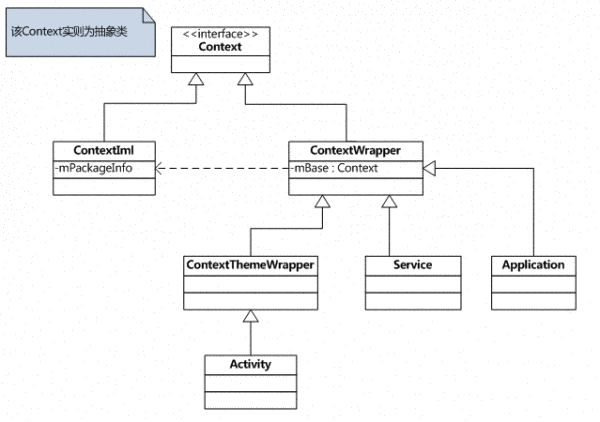 该Context实则为抽象类
<<interface>>
Context
ContextIml
-mPackageInfo
ContextWrapper
-mBase : Context
ContextThemeWrapper
Service
Application
Activity